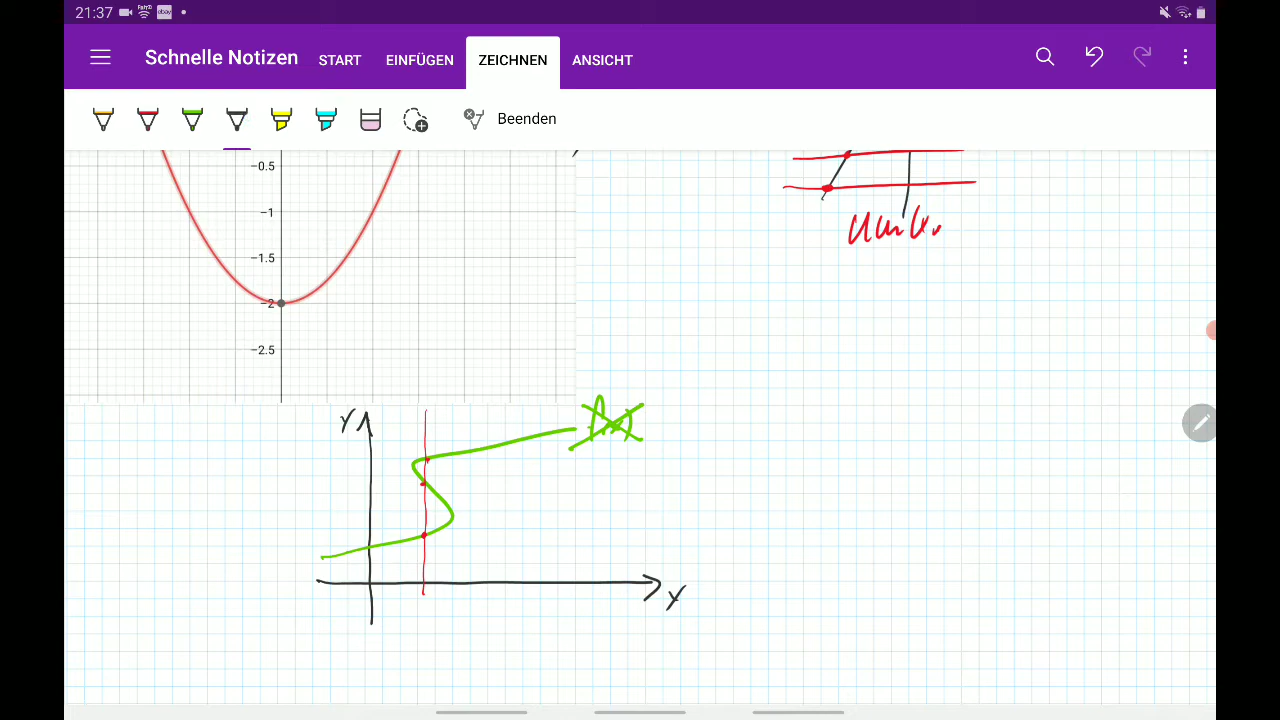 21:37
Schnelle Notizen START EINFÜGEN ZEICHNEN ANSICHT
Beenden
-0.5
-1
-1.5
-2
-2.5
Y
X